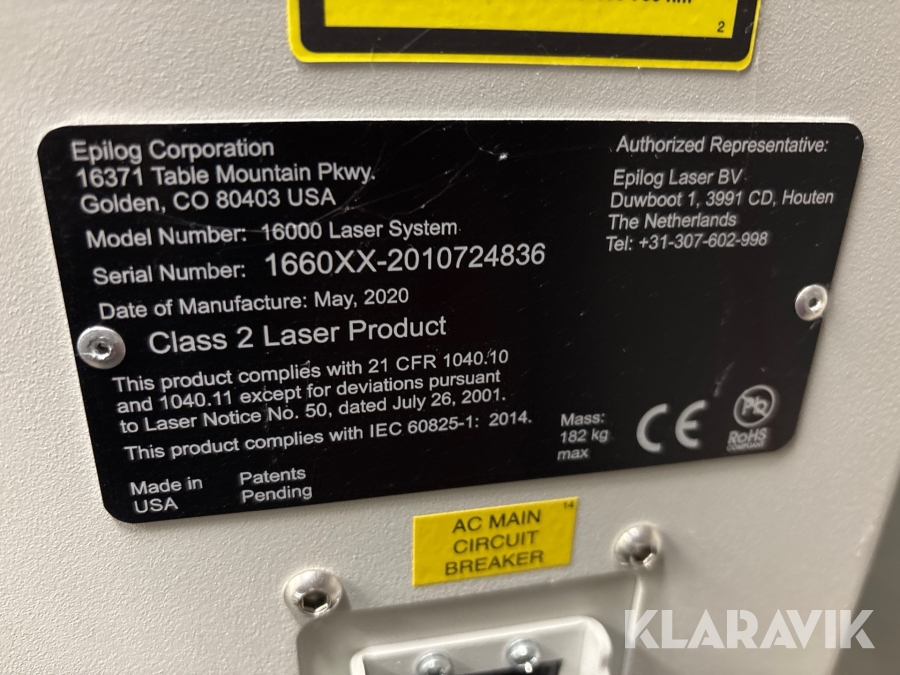 2
Epilog Corporation
16371 Table Mountain Pkwy.
Golden, CO 80403 USA
Model Number: 16000 Laser System
Serial Number: 1660XX-2010724836
Date of Manufacture: May, 2020
Class 2 Laser Product
This product complies with 21 CFR 1040.10
and 1040.11 except for deviations pursuant
to Laser Notice No. 50, dated July 26, 2001.
This product complies with IEC 60825-1: 2014.
Made in
USA
Patents
Pending
Authorized Representative:
Epilog Laser BV
Duwboot 1, 3991 CD, Houten
The Netherlands
Tel: +31-307-602-998
Mass:
182 kg
max
CE
Pb
RoHS
COMPLIANT
14
AC MAIN
CIRCUIT
BREAKER
KLARAVIK